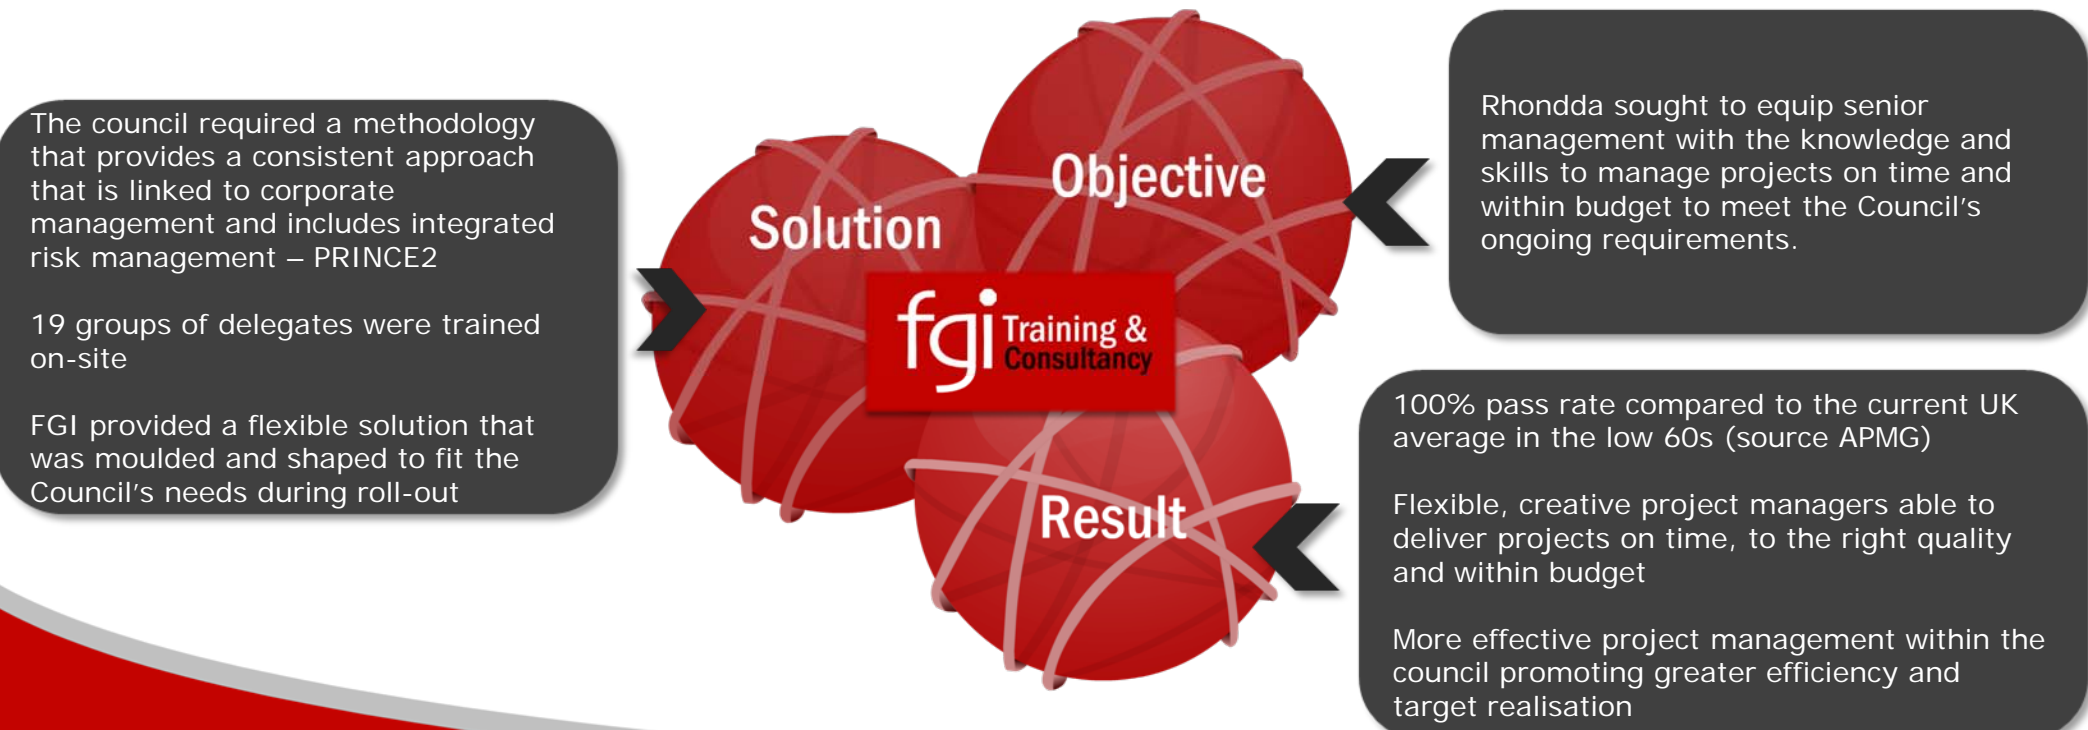 The council required a methodology
that provides a consistent approach
that is linked to corporate
management and includes integrated
risk management – PRINCE2
19 groups of delegates were trained
on-site
FGI provided a flexible solution that
was moulded and shaped to fit the
Council's needs during roll-out
Solution
Objective
fgi Training &
Consultancy
Result
Rhondda sought to equip senior
management with the knowledge and
skills to manage projects on time and
within budget to meet the Council's
ongoing requirements.
100% pass rate compared to the current UK
average in the low 60s (source APMG)
Flexible, creative project managers able to
deliver projects on time, to the right quality
and within budget
More effective project management within the
council promoting greater efficiency and
target realisation